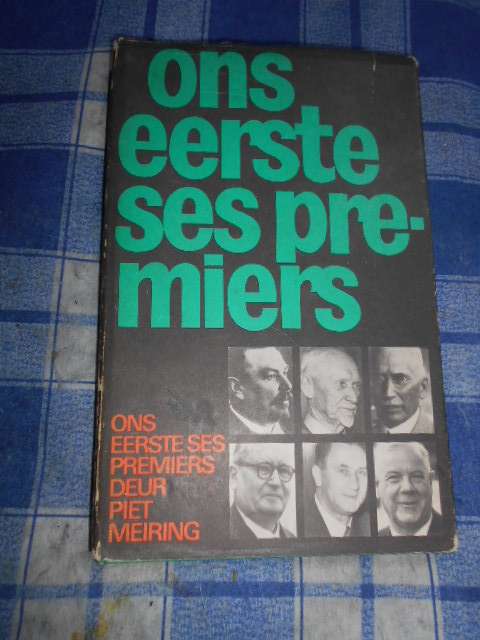 ons
eerste
ses pre-
miers
ONS
EERSTE SES
PREMIERS
DEUR
PIET
MEIRING